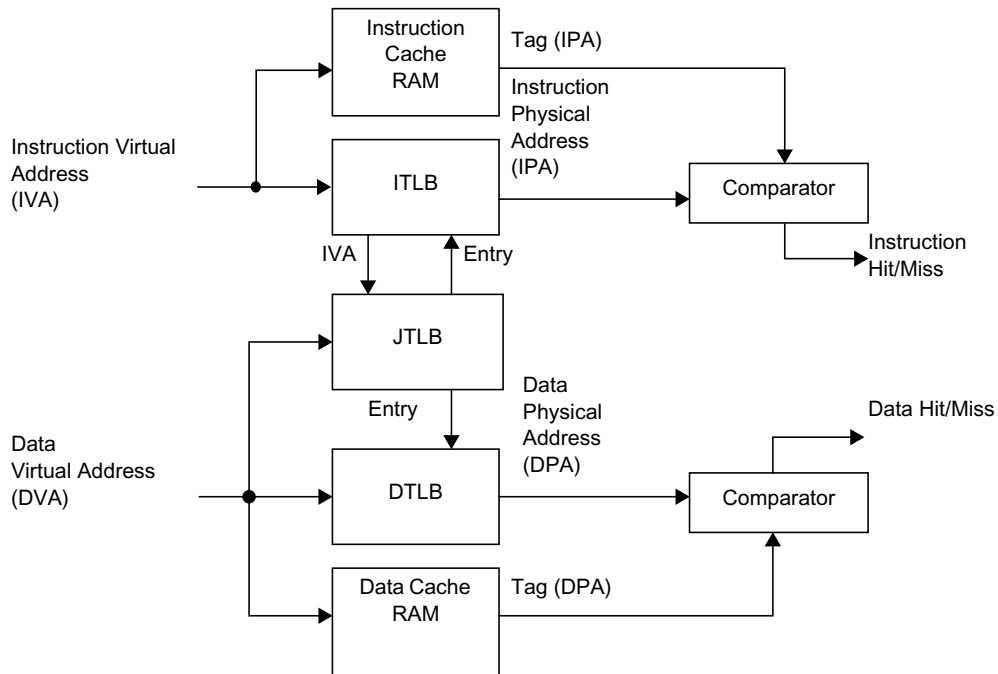 Instruction
Cache
RAM
Tag (IPA)
Instruction
Physical
Address
(IPA)
Instruction Virtual
Address
(IVA)
ITLB
Comparator
IVA
Entry
Instruction
Hit/Miss
JTLB
Entry
Data
Physical
Address
(DPA)
Data Hit/Miss
Data
Virtual Address
(DVA)
DTLB
Comparator
Data Cache
RAM
Tag (DPA)